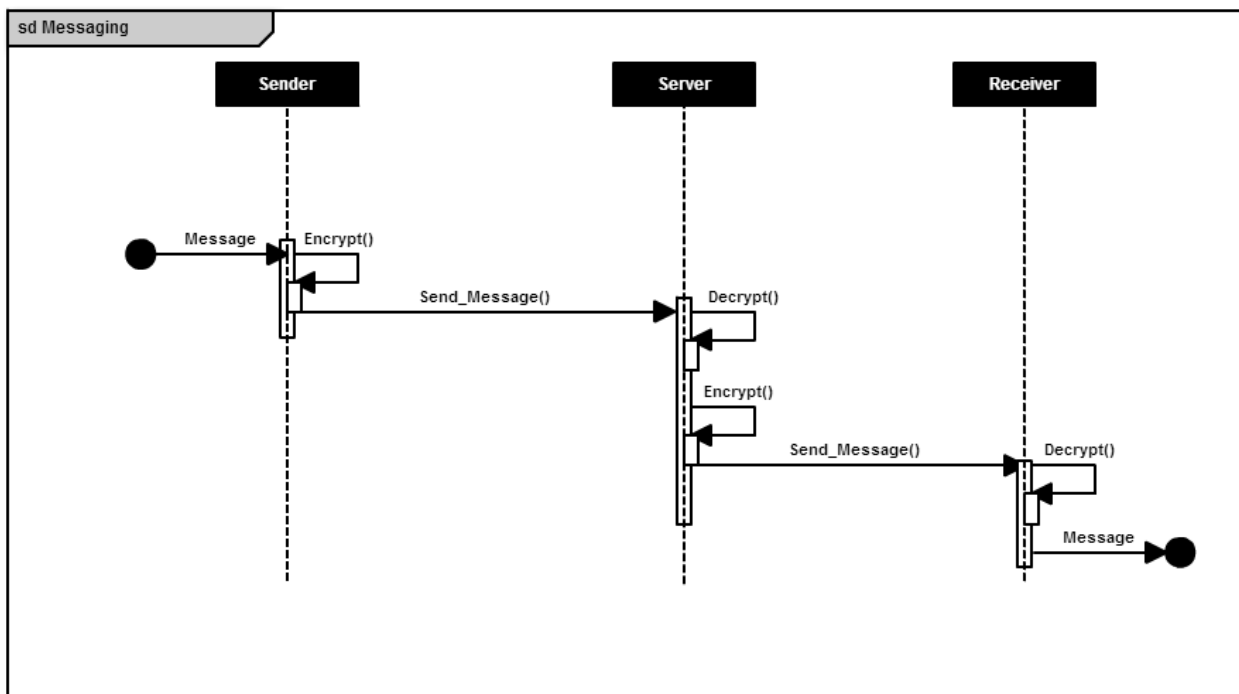 sd Messaging
Sender
Server
Receiver
Message
Encrypt()
Send_Message()
Decrypt()
Encrypt()
Send_Message()
Decrypt()
Message